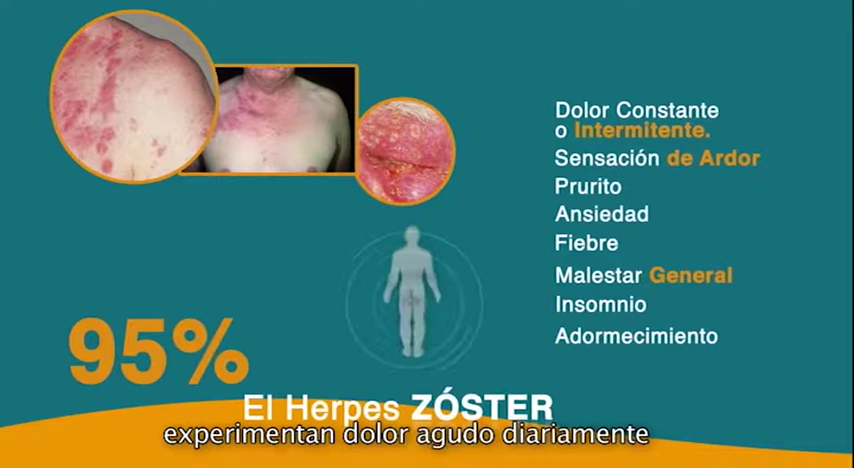 Dolor Constante
o Intermitente.
Sensación de Ardor
Prurito
Ansiedad
Fiebre
Malestar General
Insomnio
Adormecimiento
95%
El Herpes ZÓSTER
experimentan dolor agudo diariamente